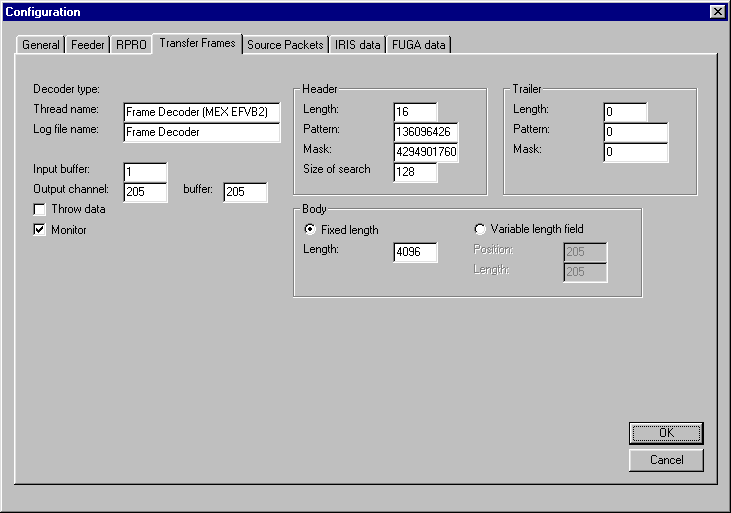 Configuration
General Feeder RPRO Transfer Frames Source Packets IRIS data FUGA data
Decoder type:
Thread name: Frame Decoder (MEX EFVB2)
Log file name: Frame Decoder
Input buffer: 1
Output channel: 205 buffer: 205
Throw data
Monitor
Header
Length: 16
Pattern: 136096426
Mask: 4294901760
Size of search 128
Trailer
Length: 0
Pattern: 0
Mask: 0
Body
Fixed length
Length: 4096
Variable length field
Position: 205
Length: 205
OK
Cancel